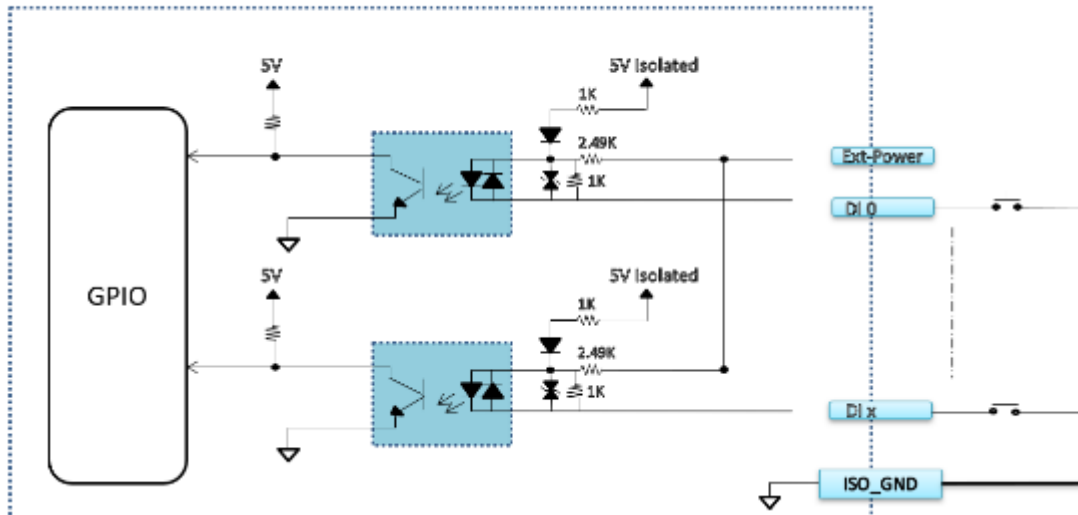 5V
5V Isolated
1K
2.49K
1K
Ext-Power
DI 0
GPIO
5V
5V Isolated
1K
2.49K
1K
DI x
ISO_GND